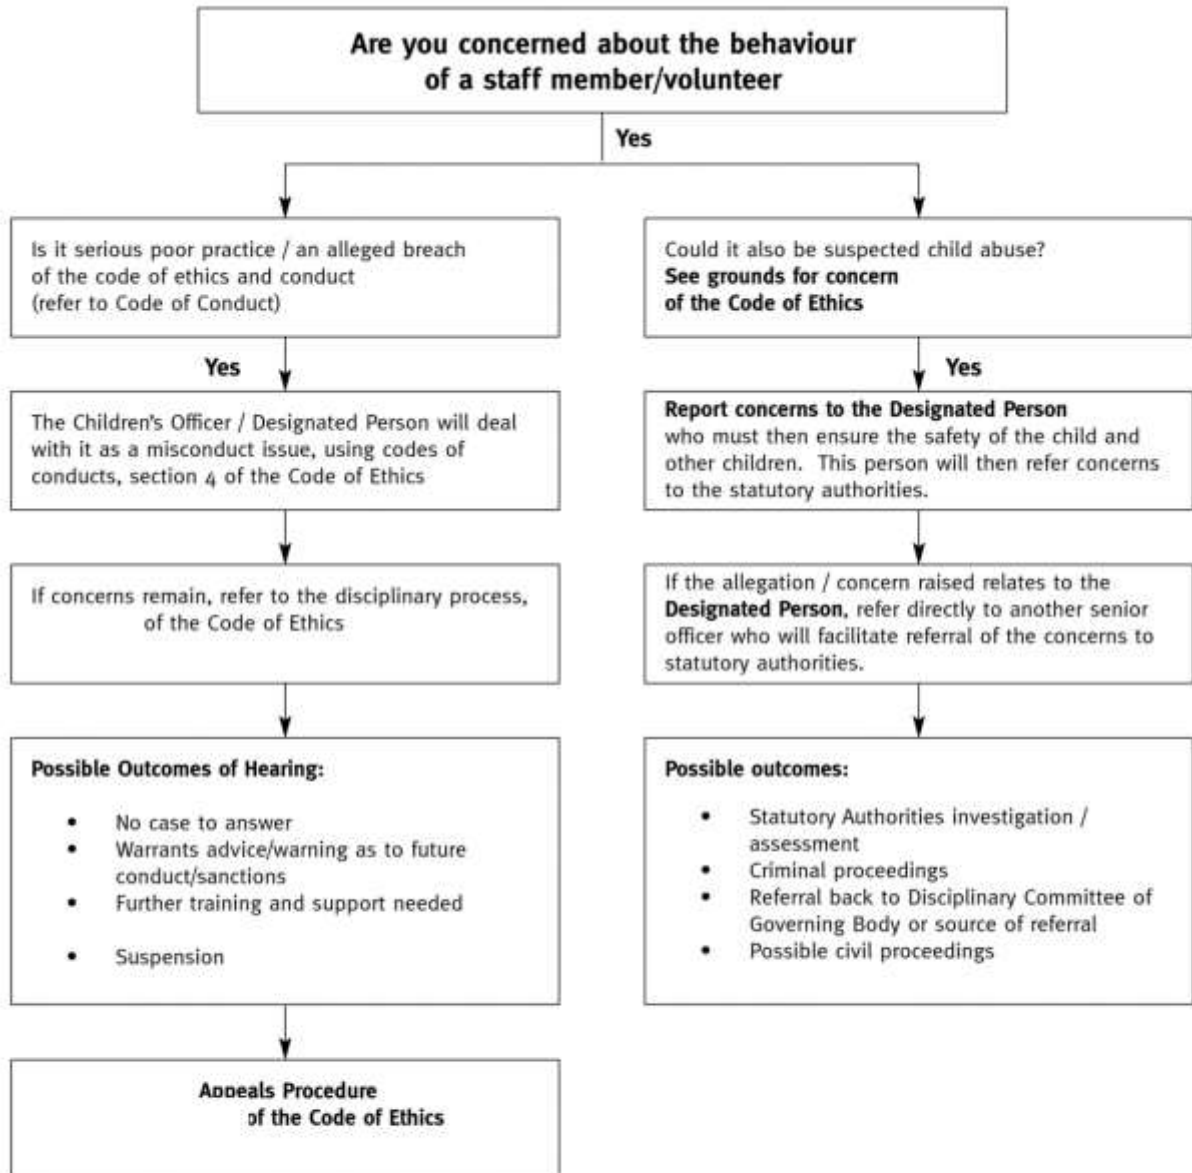 Are you concerned about the behaviour
of a staff member/volunteer
Yes
Is it serious poor practice / an alleged breach
of the code of ethics and conduct
(refer to Code of Conduct)
Yes
The Children's Officer / Designated Person will deal
with it as a misconduct issue, using codes of
conducts, section 4 of the Code of Ethics
If concerns remain, refer to the disciplinary process,
of the Code of Ethics
Possible Outcomes of Hearing:
• No case to answer
• Warrants advice/warning as to future
conduct/sanctions
• Further training and support needed
• Suspension
Appeals Procedure
of the Code of Ethics
Could it also be suspected child abuse?
See grounds for concern
of the Code of Ethics
Yes
Report concerns to the Designated Person
who must then ensure the safety of the child and
other children. This person will then refer concerns
to the statutory authorities.
If the allegation / concern raised relates to the
Designated Person, refer directly to another senior
officer who will facilitate referral of the concerns to
statutory authorities.
Possible outcomes:
• Statutory Authorities investigation /
assessment
• Criminal proceedings
• Referral back to Disciplinary Committee of
Governing Body or source of referral
• Possible civil proceedings